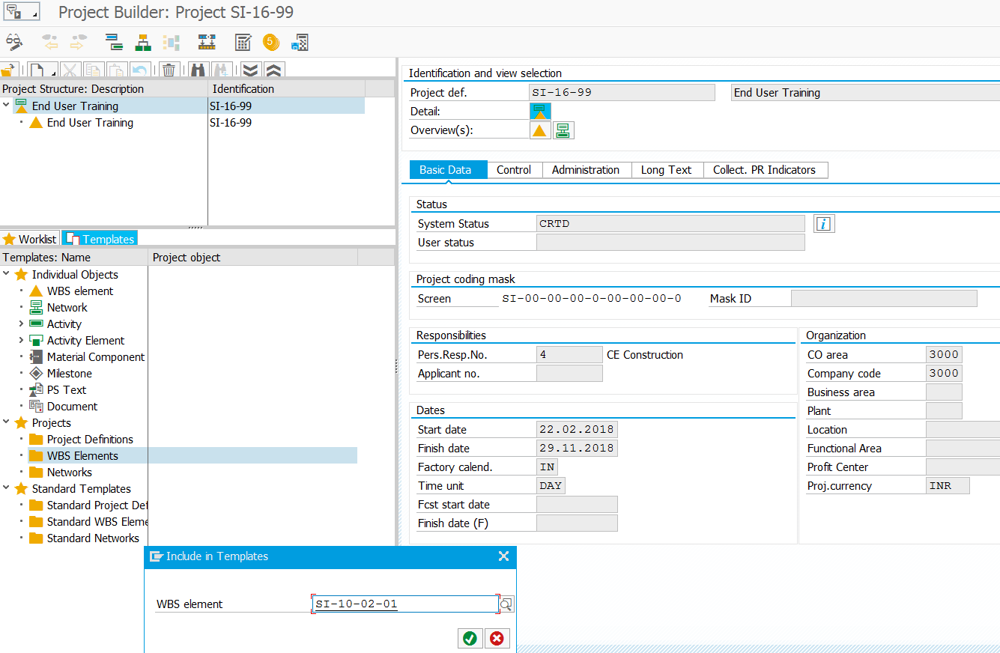 Project Builder: Project SI-16-99
5
Project Structure: Description Identification
End User Training SI-16-99
End User Training SI-16-99
Worklist Templates
Templates: Name Project object
Individual Objects
WBS element
Network
Activity
Activity Element
Material Component
Milestone
PS Text
Document
Projects
Project Definitions
WBS Elements
Networks
Standard Templates
Standard Project Def
Standard WBS Eleme
Standard Networks
Identification and view selection
Project def. SI-16-99 End User Training
Detail:
Overview(s):
Basic Data Control Administration Long Text Collect. PR Indicators
Status
System Status CRTD i
User status
Project coding mask
Screen SI-00-00-00-0-00-00-00-0 Mask ID
Responsibilities
Pers.Resp.No. 4 CE Construction
Applicant no.
Dates
Start date 22.02.2018
Finish date 29.11.2018
Factory calend. IN
Time unit DAY
Fcst start date
Finish date (F)
Organization
CO area 3000
Company code 3000
Business area
Plant
Location
Functional Area
Profit Center
Proj.currency INR
Include in Templates
WBS element SI-10-02-01